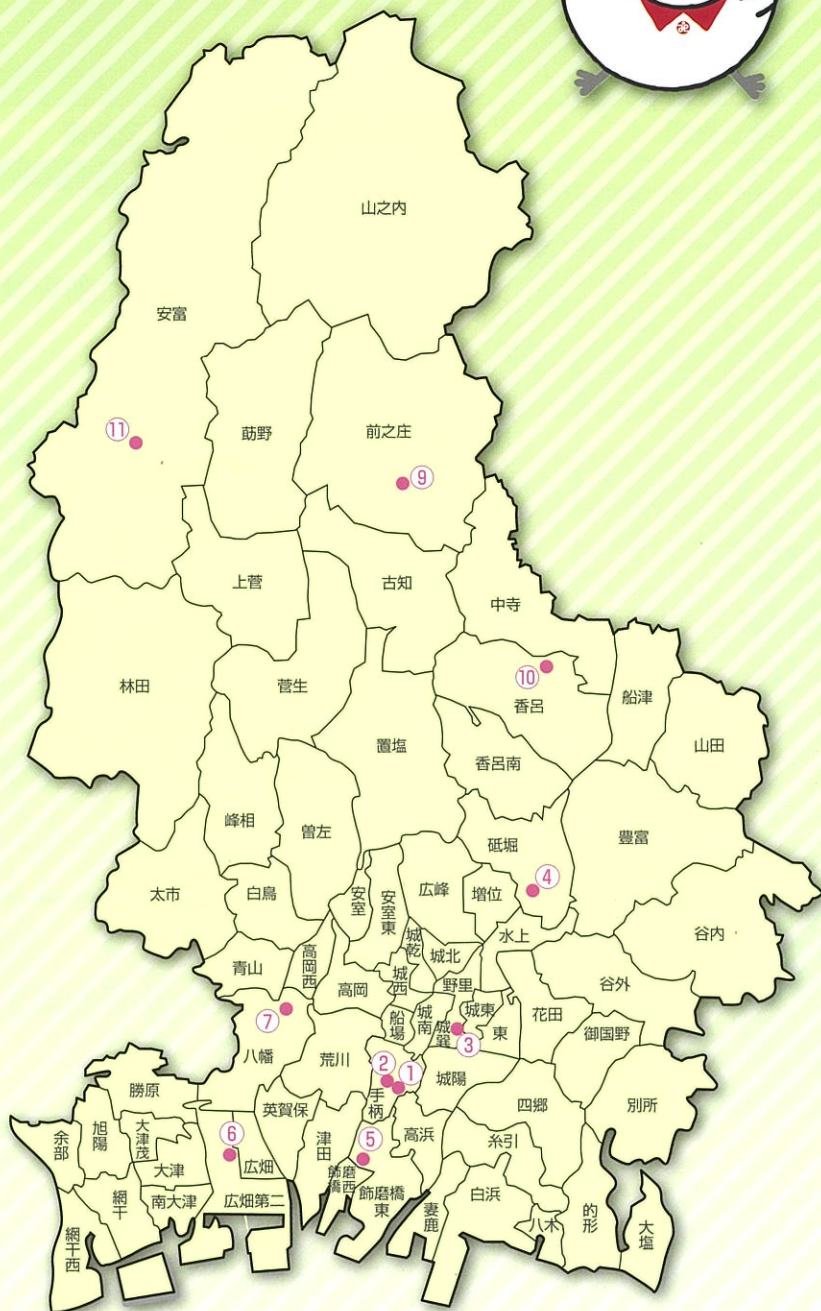 山之内
安富
⑪
莇野
前之庄
⑨
上菅
古知
中寺
⑩
香呂
船津
林田
菅生
置塩
山田
香呂南
峰相
曽左
砥堀
豊富
④
太市
白鳥
安室
安室東
広峰
増位
水上
谷内
青山
高岡西
高岡
城乾
城西
城北
野里
谷外
花田
御国野
⑦
八幡
荒川
船場
城南
城巽
城東
東
③
②
①
手柄
城陽
四郷
別所
勝原
余部
旭陽
大津茂
大津
⑥
広畑
英賀保
津田
⑤
高浜
糸引
飾磨橋西
飾磨橋東
網干
南大津
広畑第二
網干西
妻鹿
白浜
八木
的形
大塩